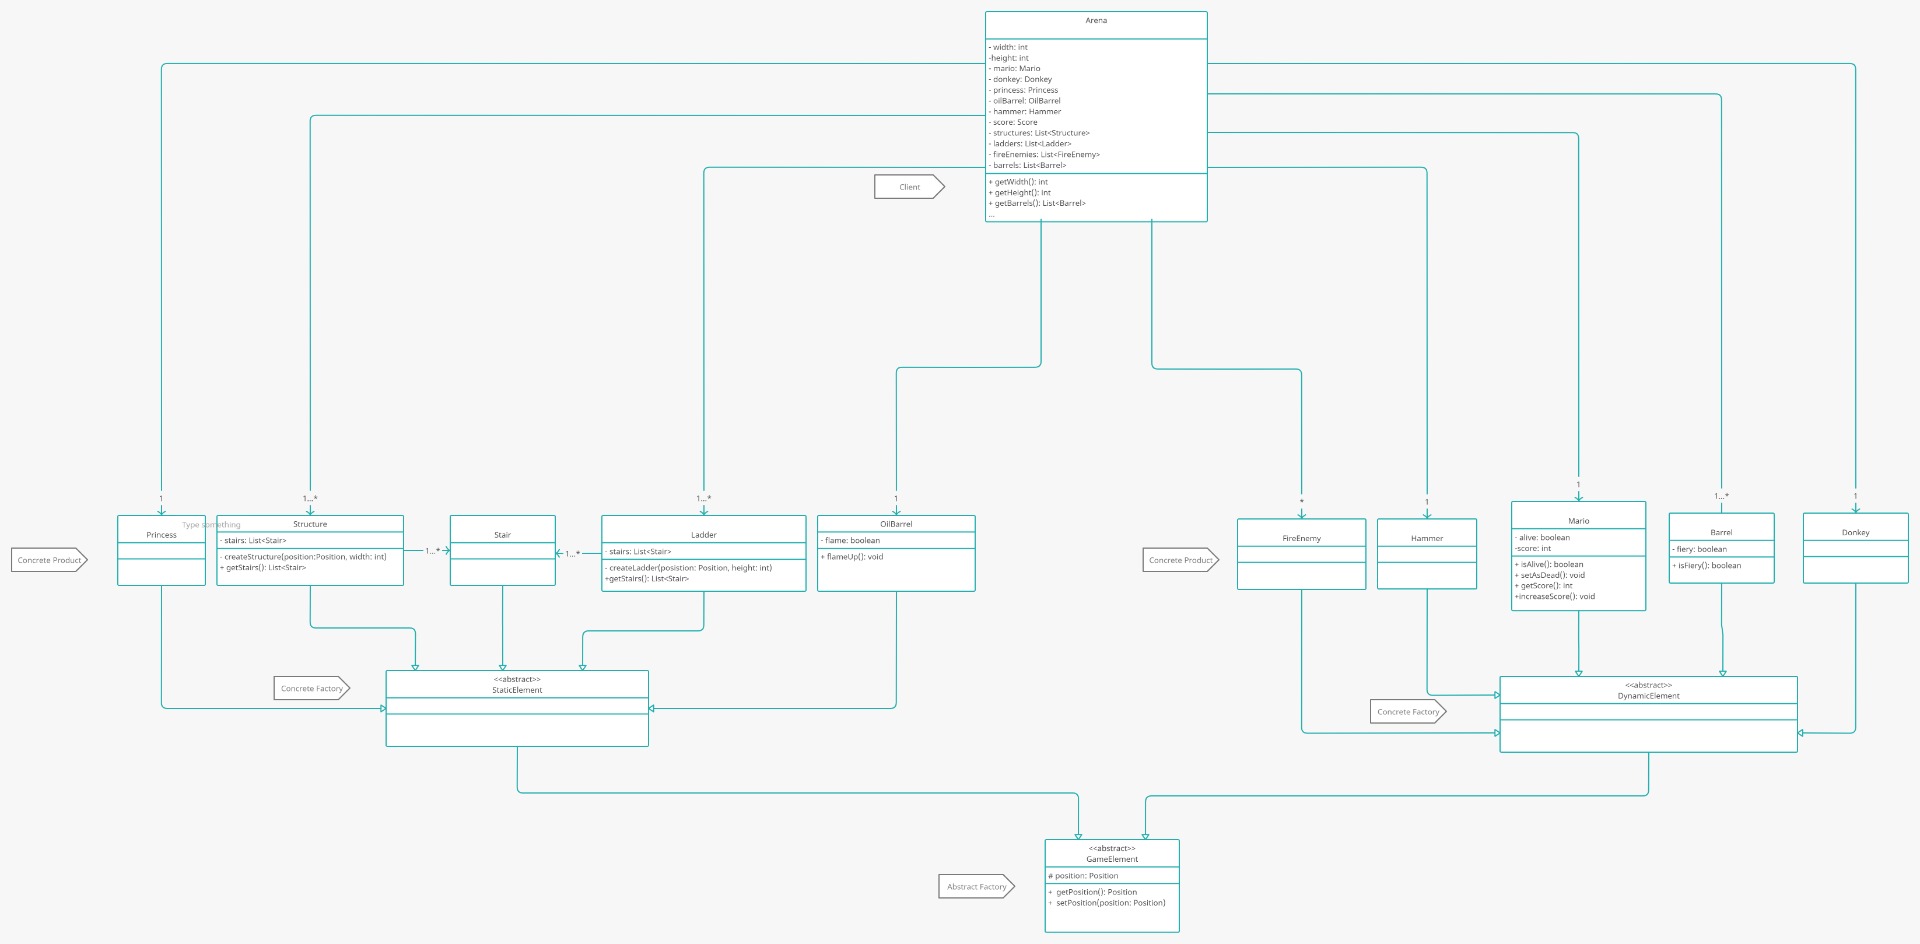 Arena
- width: int
-height: int
- mario: Mario
- donkey: Donkey
- princess: Princess
- oilBarrel: OilBarrel
- hammer: Hammer
- score: Score
- structures: List<Structure>
- ladders: List<Ladder>
- fireEnemies: List<FireEnemy>
- barrels: List<Barrel>
+ getWidth(): int
+ getHeight(): int
+ getBarrels(): List<Barrel>
...
Client
1
1...*
1...*
1
*
1
1
1...*
1
Concrete Product
Princess
Type something
Structure
- stairs: List<Stair>
- createStructure(position:Position, width: int)
+ getStairs(): List<Stair>
1...*
Stair
1...*
Ladder
- stairs: List<Stair>
- createLadder(posistion: Position, height: int)
+getStairs(): List<Stair>
OilBarrel
- flame: boolean
+ flameUp(): void
Concrete Product
FireEnemy
Hammer
Mario
- alive: boolean
-score: int
+ isAlive(): boolean
+ setAsDead(): void
+ getScore(): int
+increaseScore(): void
Barrel
- fiery: boolean
+ isFiery(): boolean
Donkey
Concrete Factory
<<abstract>>
StaticElement
Concrete Factory
<<abstract>>
DynamicElement
Abstract Factory
<<abstract>>
GameElement
# position: Position
+ getPosition(): Position
+ setPosition(position: Position)